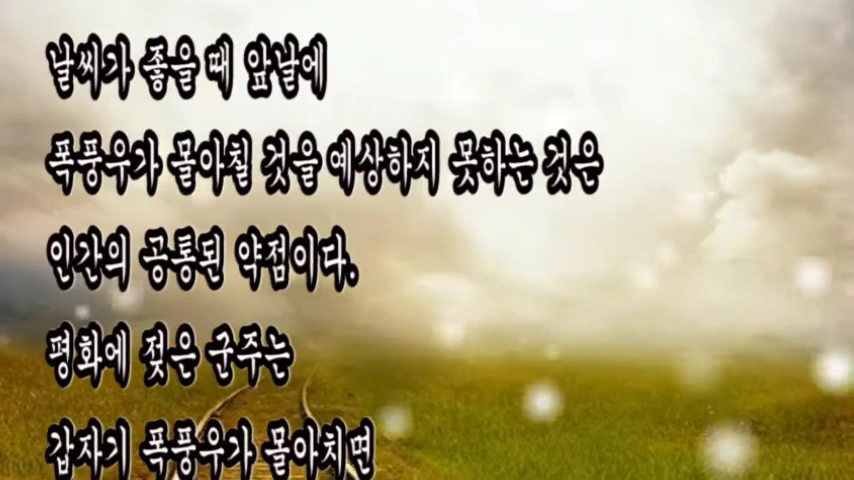 날씨가 좋을 때 앞날에
폭풍우가 몰아칠 것을 예상하지 못하는 것은
인간의 공통된 약점이다.
평화에 젖은 군주는
갑자기 폭풍우가 몰아치면